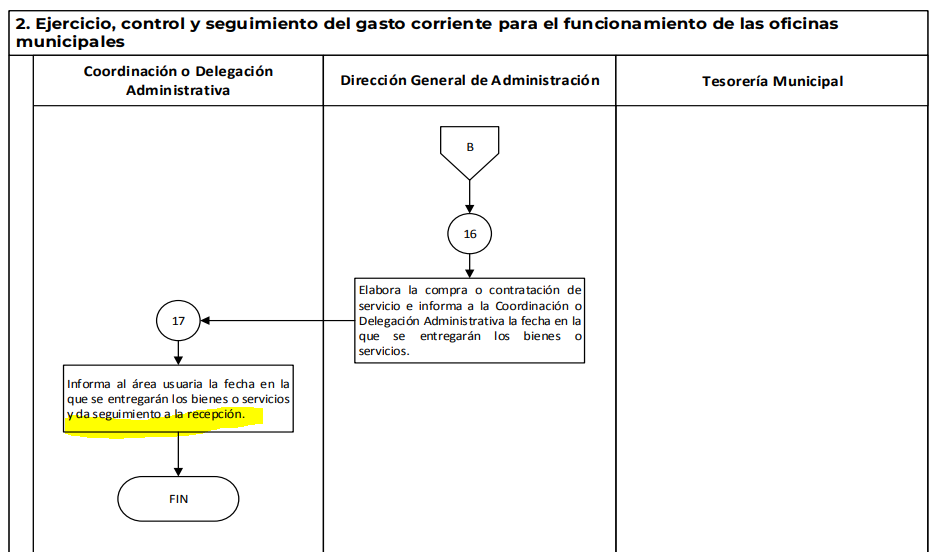 2. Ejercicio, control y seguimiento del gasto corriente para el funcionamiento de las oficinas
municipales
Coordinación o Delegación
Administrativa
Dirección General de Administración
Tesorería Municipal
B
16
Elabora la compra o contratación de
servicio e informa a la Coordinación o
Delegación Administrativa la fecha en la
que se entregarán los bienes o
servicios.
17
Informa al área usuaria la fecha en la
que se entregarán los bienes o servicios
y da seguimiento a la recepción.
FIN